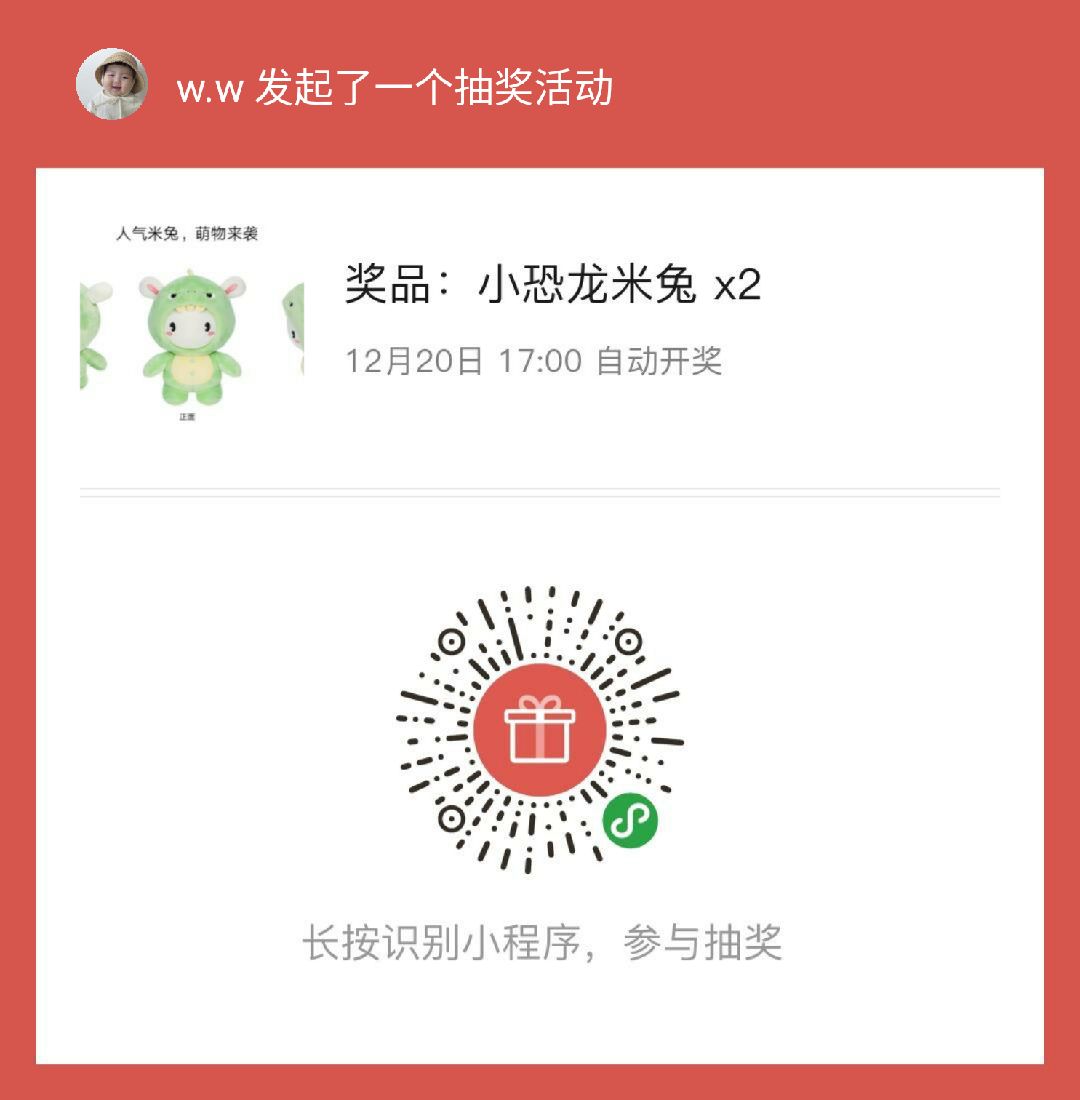 w.w 发起了一个抽奖活动
人气米兔，萌物来袭
正面
奖品：小恐龙米兔 x2
12月20日 17:00 自动开奖
长按识别小程序，参与抽奖